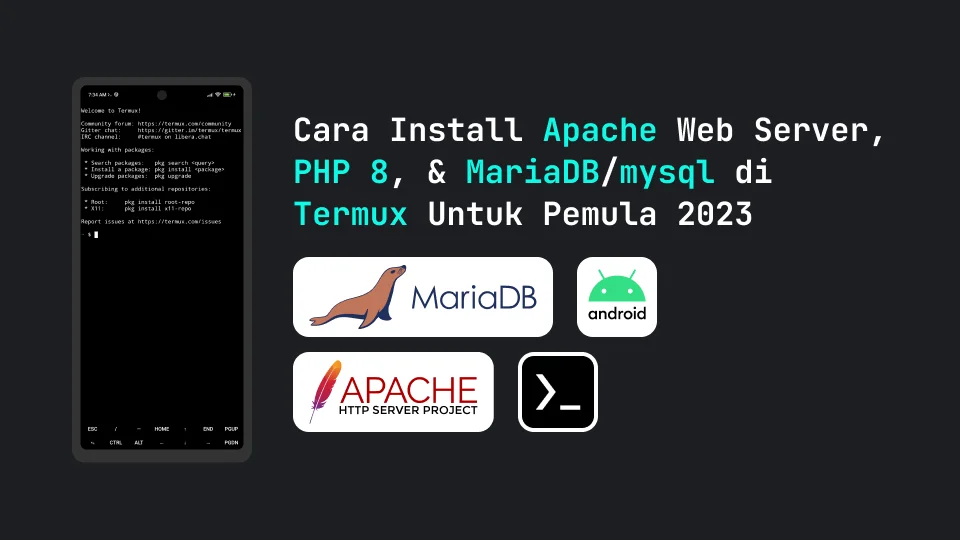 7:34 AM
Welcome to Termux!
Community forum: https://termux.com/community
Gitter chat: https://gitter.im/termux/termux
IRC channel: #termux on libera.chat
Working with packages:
* Search packages: pkg search <query>
* Install a package: pkg install <package>
* Upgrade packages: pkg upgrade
Subscribing to additional repositories:
* Root: pkg install root-repo
* X11: pkg install x11-repo
Report issues at https://termux.com/issues
~ $
ESC / — HOME ↑ END PGUP
CTRL ALT ← ↓ → PGDN
Cara Install Apache Web Server,
PHP 8, & MariaDB/mysql di
Termux Untuk Pemula 2023
MariaDB
android
APACHE
HTTP SERVER PROJECT